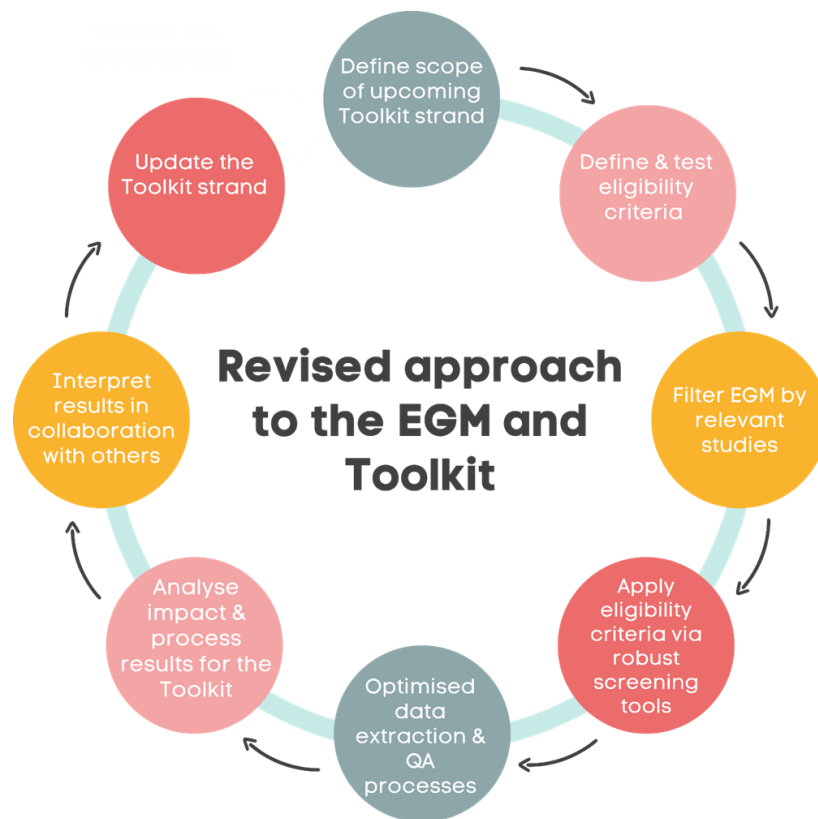 Define scope
of upcoming
Toolkit strand
Define & test
eligibility
criteria
Filter EGM by
relevant
studies
Apply
eligibility
criteria via
robust
screening
tools
Optimised
data
extraction &
QA
processes
Analyse
impact &
process
results for the
Toolkit
Interpret
results in
collaboration
with others
Update the
Toolkit strand
Revised approach
to the EGM and
Toolkit